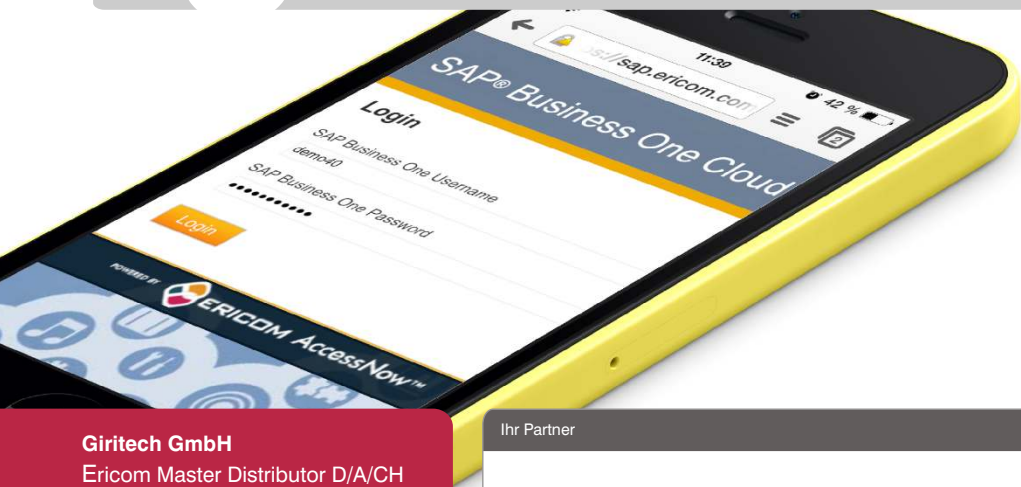 11:39
42 %
s://sap.ericom.com
2
SAP® Business One Cloud
Login
SAP Business One Username
demo40
SAP Business One Password
••••••••••••
Login
POWERED BY ERICOM AccessNow™
Giritech GmbH
Ericom Master Distributor D/A/CH
Ihr Partner